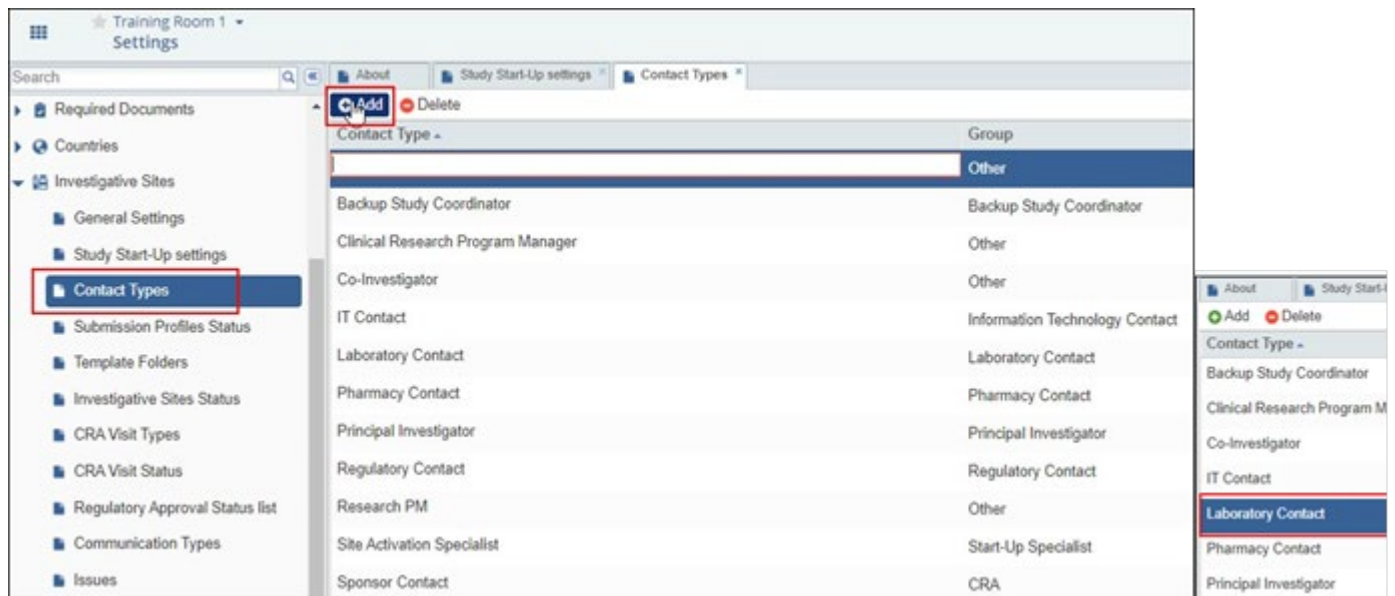 Training Room 1
Settings
Search
About
Study Start-Up settings
Contact Types
Required Documents
Countries
Investigative Sites
General Settings
Study Start-Up settings
Contact Types
Submission Profiles Status
Template Folders
Investigative Sites Status
CRA Visit Types
CRA Visit Status
Regulatory Approval Status list
Communication Types
Issues
Add Delete
Contact Type Group
Other
Backup Study Coordinator Backup Study Coordinator
Clinical Research Program Manager Other
Co-Investigator Other
IT Contact Information Technology Contact
Laboratory Contact Laboratory Contact
Pharmacy Contact Pharmacy Contact
Principal Investigator Principal Investigator
Regulatory Contact Regulatory Contact
Research PM Other
Site Activation Specialist Start-Up Specialist
Sponsor Contact CRA
About Study Start-
Add Delete
Contact Type
Backup Study Coordinator
Clinical Research Program M
Co-Investigator
IT Contact
Laboratory Contact
Pharmacy Contact
Principal Investigator